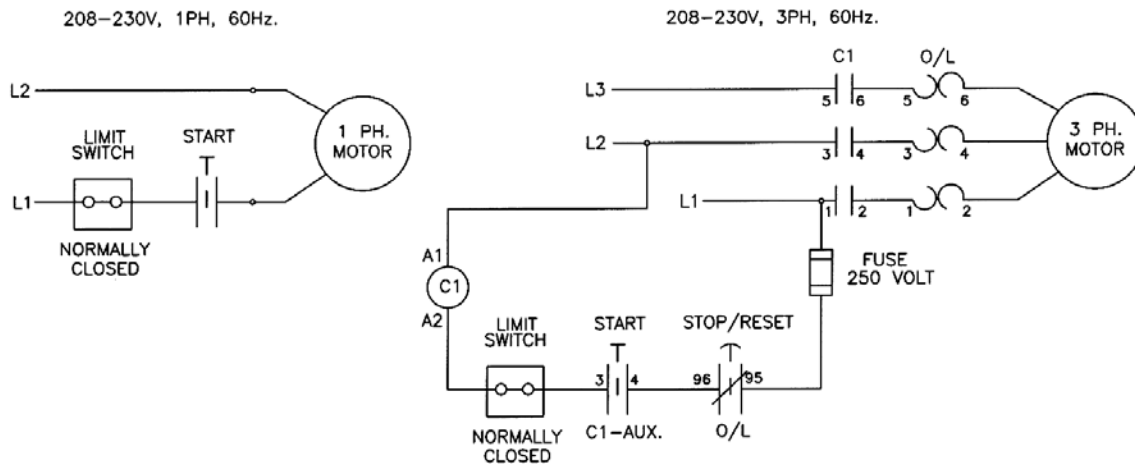 208-230V, 1PH, 60Hz.
L2
LIMIT
SWITCH
START
1 PH.
MOTOR
L1
NORMALLY
CLOSED
208-230V, 3PH, 60Hz.
C1
O/L
L3
5 6 5 6
L2
3 4 3 4
3 PH.
MOTOR
L1
1 2 1 2
FUSE
250 VOLT
A1
C1
A2
LIMIT
SWITCH
START
STOP/RESET
3 4
96 95
C1-AUX.
O/L
NORMALLY
CLOSED